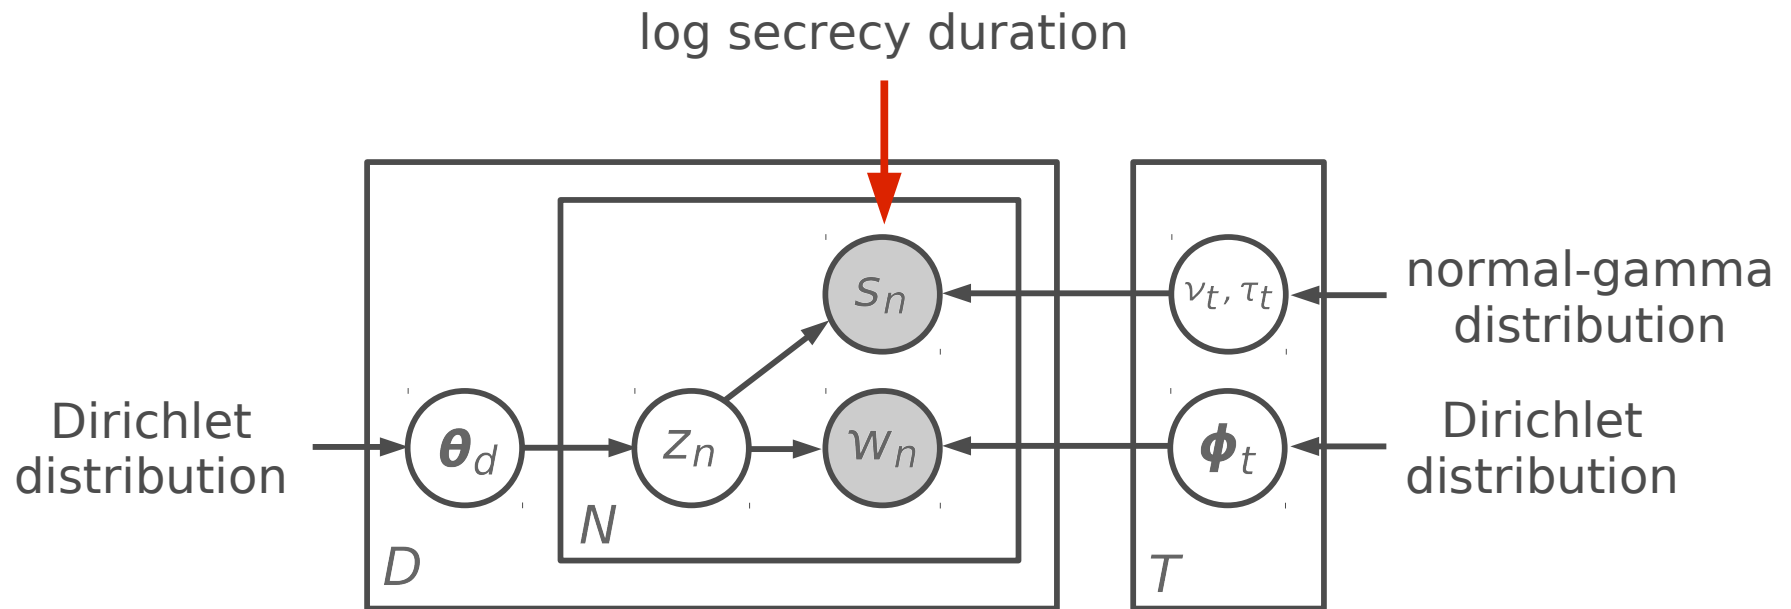 log secrecy duration
s_n
ν_t, τ_t
normal-gamma
distribution
Dirichlet
distribution
θ_d
z_n
w_n
ϕ_t
Dirichlet
distribution
N
D
T